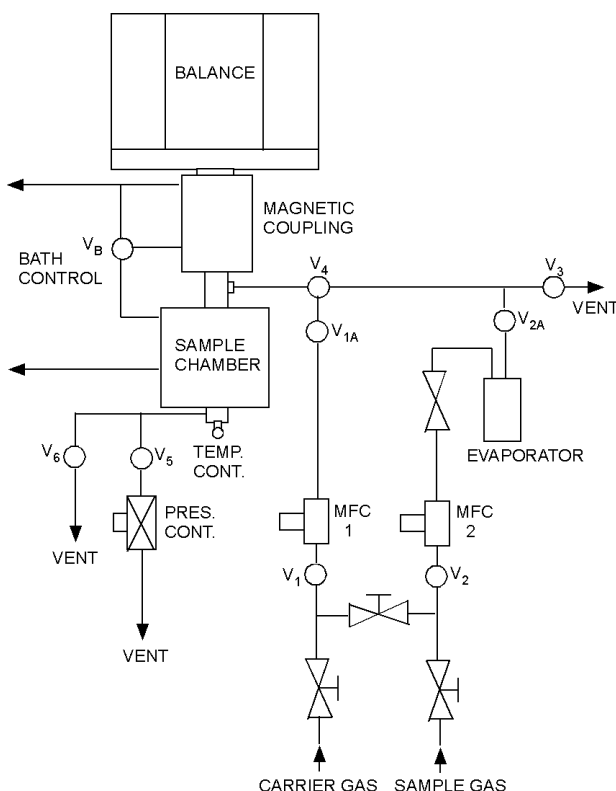 BALANCE
MAGNETIC
COUPLING
V_B
BATH
CONTROL
V_4
V_3
VENT
V_1A
V_2A
SAMPLE
CHAMBER
TEMP.
CONT.
EVAPORATOR
V_6
V_5
PRES.
CONT.
MFC
1
MFC
2
VENT
V_1
V_2
VENT
CARRIER GAS
SAMPLE GAS